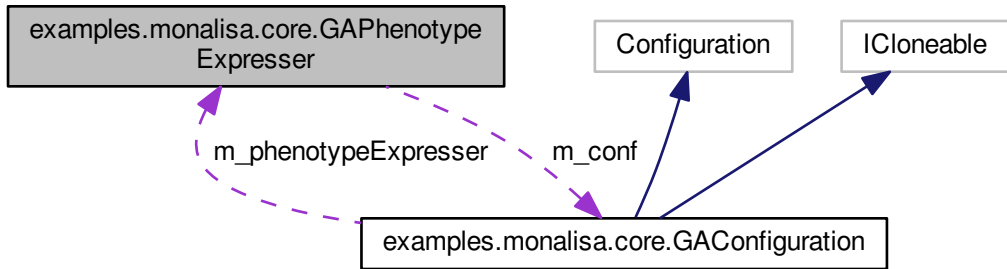 examples.monalisa.core.GAPhenotype
Expresser
Configuration
ICloneable
m_phenotypeExpresser
m_conf
examples.monalisa.core.GAConfiguration